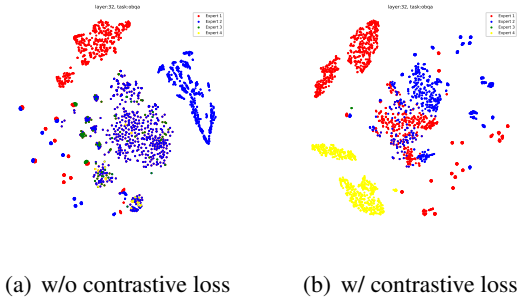 layer:32, task:obqa
Expert 1
Expert 2
Expert 3
Expert 4
layer:32, task:obqa
Expert 1
Expert 2
Expert 3
Expert 4
(a) w/o contrastive loss
(b) w/ contrastive loss